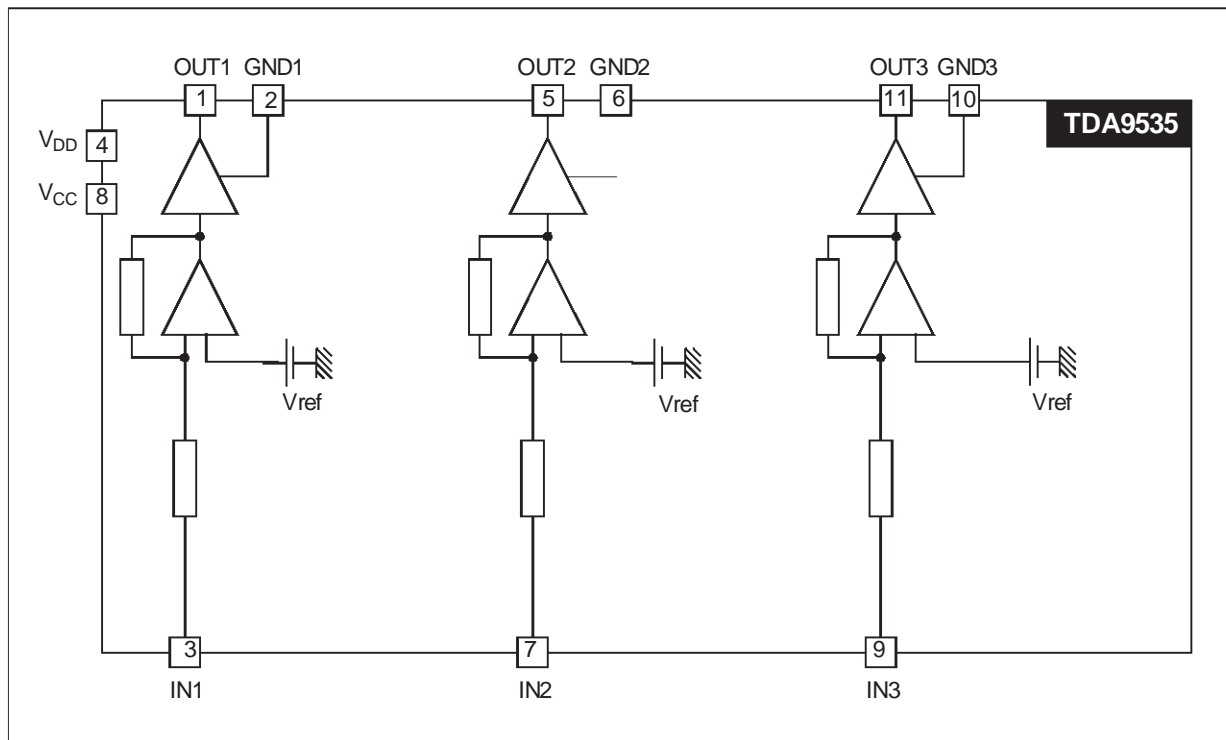 OUT1 GND1 OUT2 GND2 OUT3 GND3
1 2 5 6 11 10
TDA9535
VDD 4
VCC 8
Vref Vref Vref
3 7 9
IN1 IN2 IN3